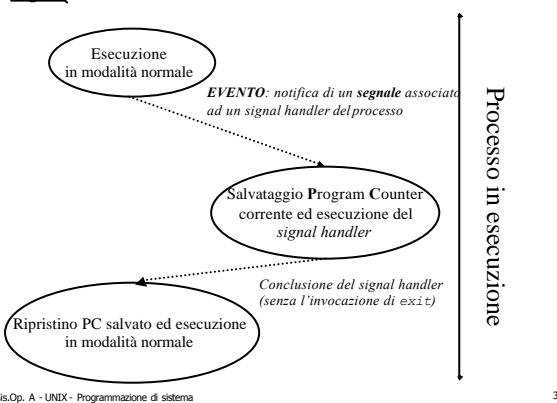 Esecuzione
in modalità normale
EVENTO: notifica di un segnale associato
ad un signal handler del processo
Processo in esecuzione
Salvataggio Program Counter
corrente ed esecuzione del
signal handler
Conclusione del signal handler
(senza l'invocazione di exit)
Ripristino PC salvato ed esecuzione
in modalità normale
is.Op. A - UNIX - Programmazione di sistema
3